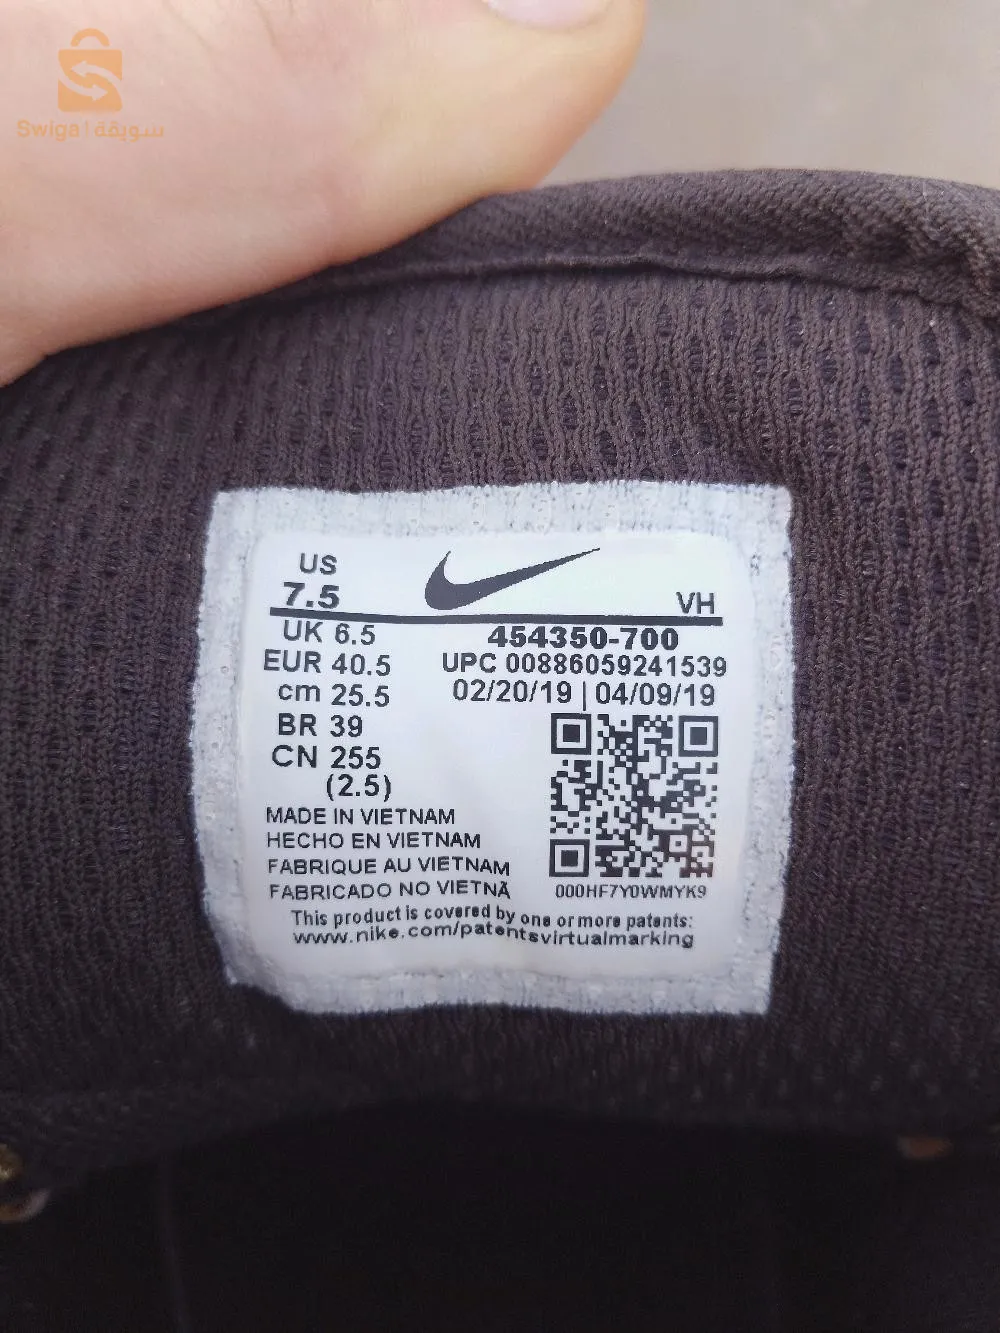 Swiga | سويقة
US
7.5
VH
UK 6.5
454350-700
EUR 40.5
UPC 00886059241539
cm 25.5
02/20/19 | 04/09/19
BR 39
CN 255
(2.5)
MADE IN VIETNAM
HECHO EN VIETNAM
FABRIQUE AU VIETNAM
FABRICADO NO VIETNÃ
000HF7Y0WMYK9
This product is covered by one or more patents:
www.nike.com/patentsvirtualmarking